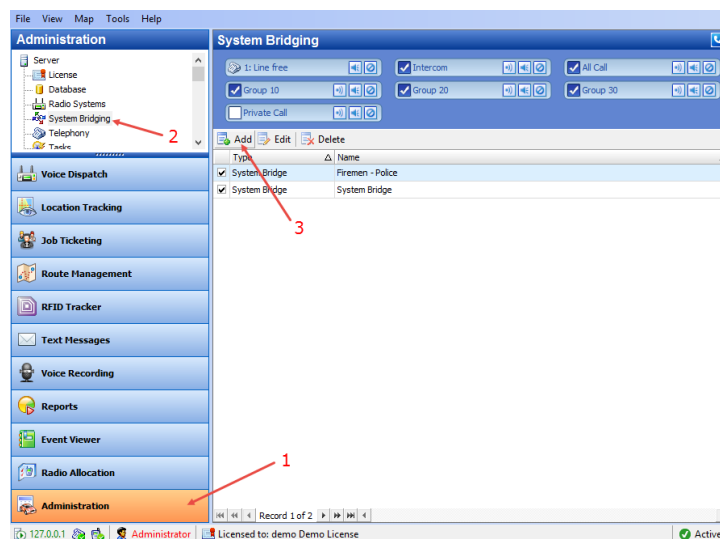 File View Map Tools Help
Administration
Server
License
Database
Radio Systems
System Bridging
Telephony
Tasks
2
Voice Dispatch
Location Tracking
Job Ticketing
Route Management
RFID Tracker
Text Messages
Voice Recording
Reports
Event Viewer
Radio Allocation
Administration
System Bridging
1: Line free Intercom All Call
Group 10 Group 20 Group 30
Private Call
Add Edit Delete
Type Name
System Bridge Firemen - Police
System Bridge System Bridge
3
1
Record 1 of 2
127.0.0.1 Administrator Licensed to: demo Demo License Active